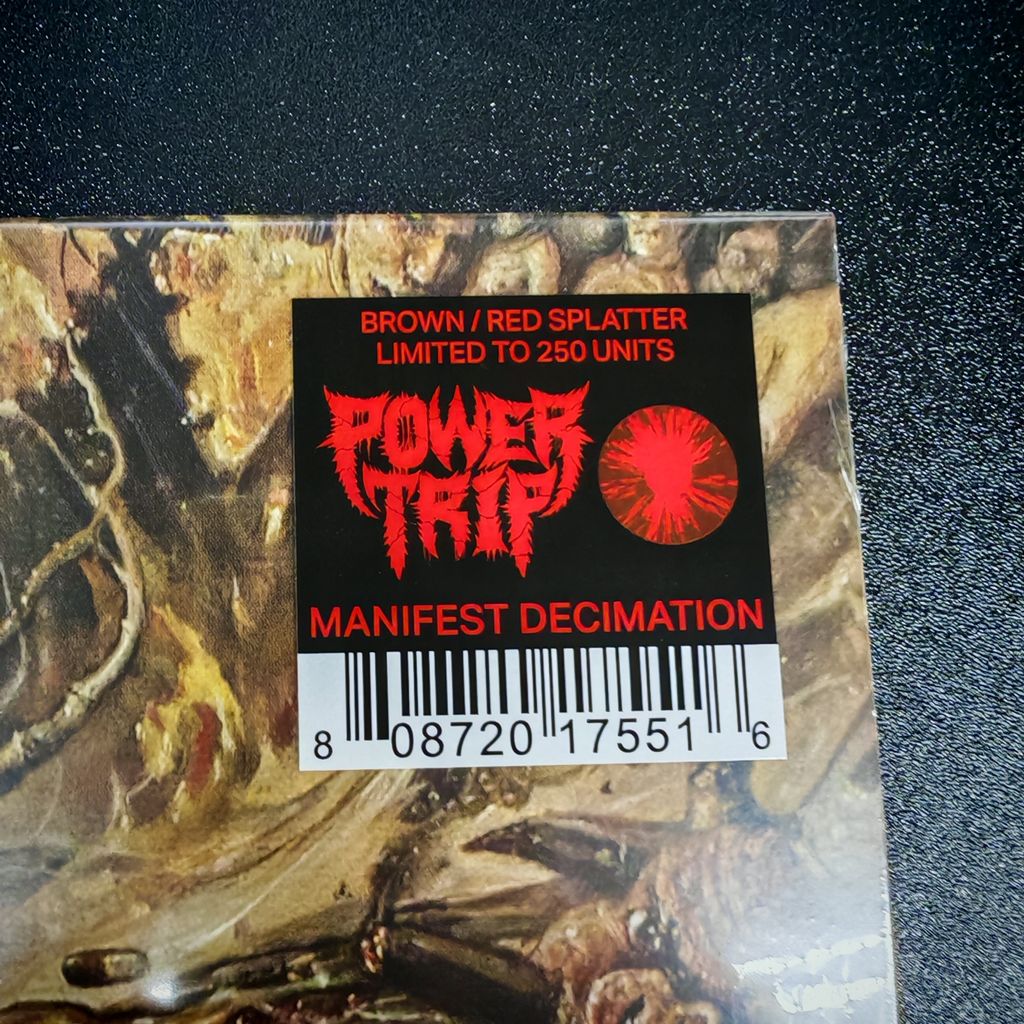 BROWN / RED SPLATTER
LIMITED TO 250 UNITS
POWER
TRIP
MANIFEST DECIMATION
8 08720 17551 6